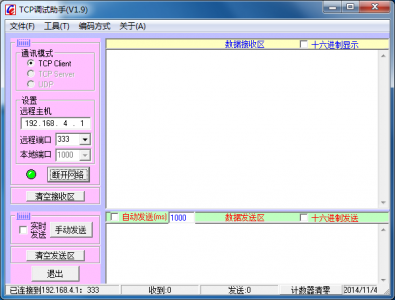 TCP调试助手(V1.9)
文件(F) 工具(T) 编码方式 关于(A)
数据接收区 十六进制显示
通讯模式
TCP Client
TCP Server
UDP
设置
远程主机
192.168. 4 . 1
远程端口 333
本地端口 1000
断开网络
清空接收区
自动发送(ms) 1000 数据发送区 十六进制发送
实时发送 手动发送
清空发送区
退出
已连接到192.168.4.1：333 收到:0 发送:0 计数器清零 2014/11/4